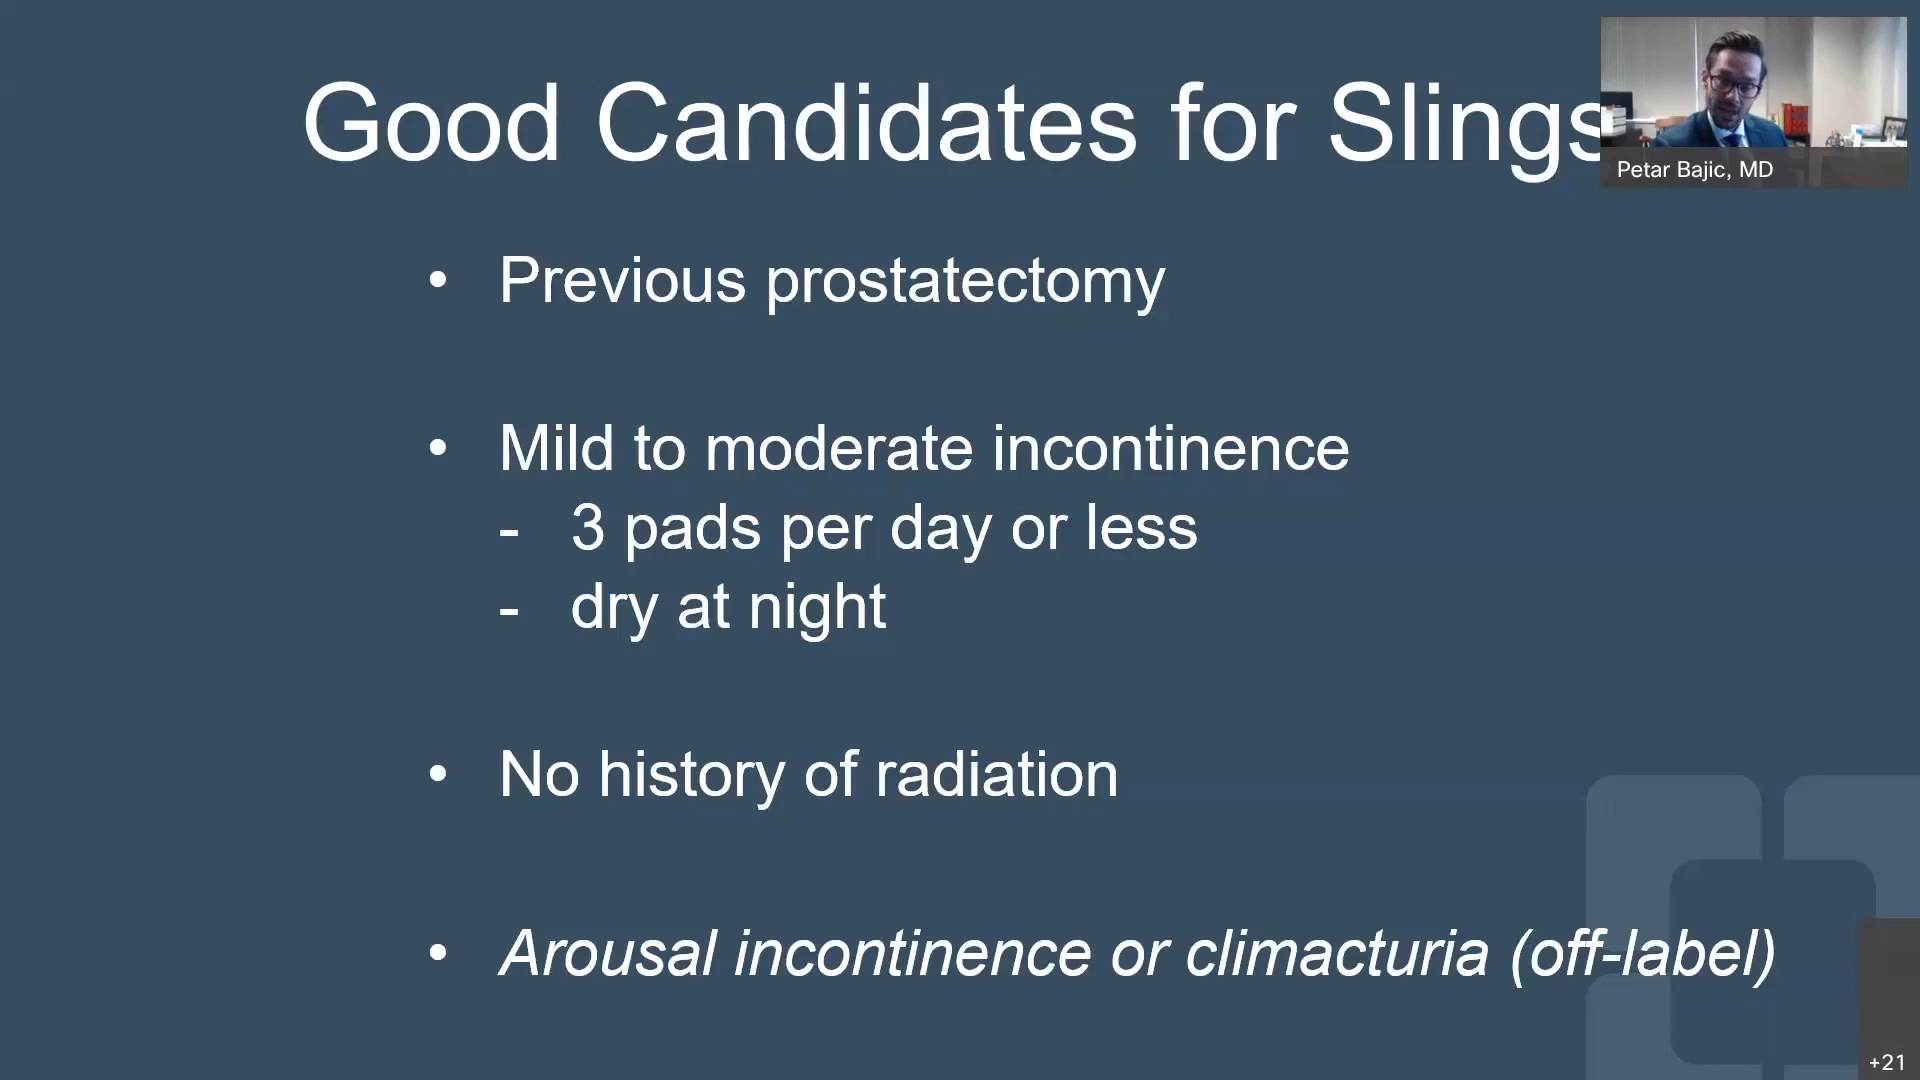 Good Candidates for Slings
Petar Bajic, MD
• Previous prostatectomy
• Mild to moderate incontinence
- 3 pads per day or less
- dry at night
• No history of radiation
• Arousal incontinence or climacturia (off-label)
+21